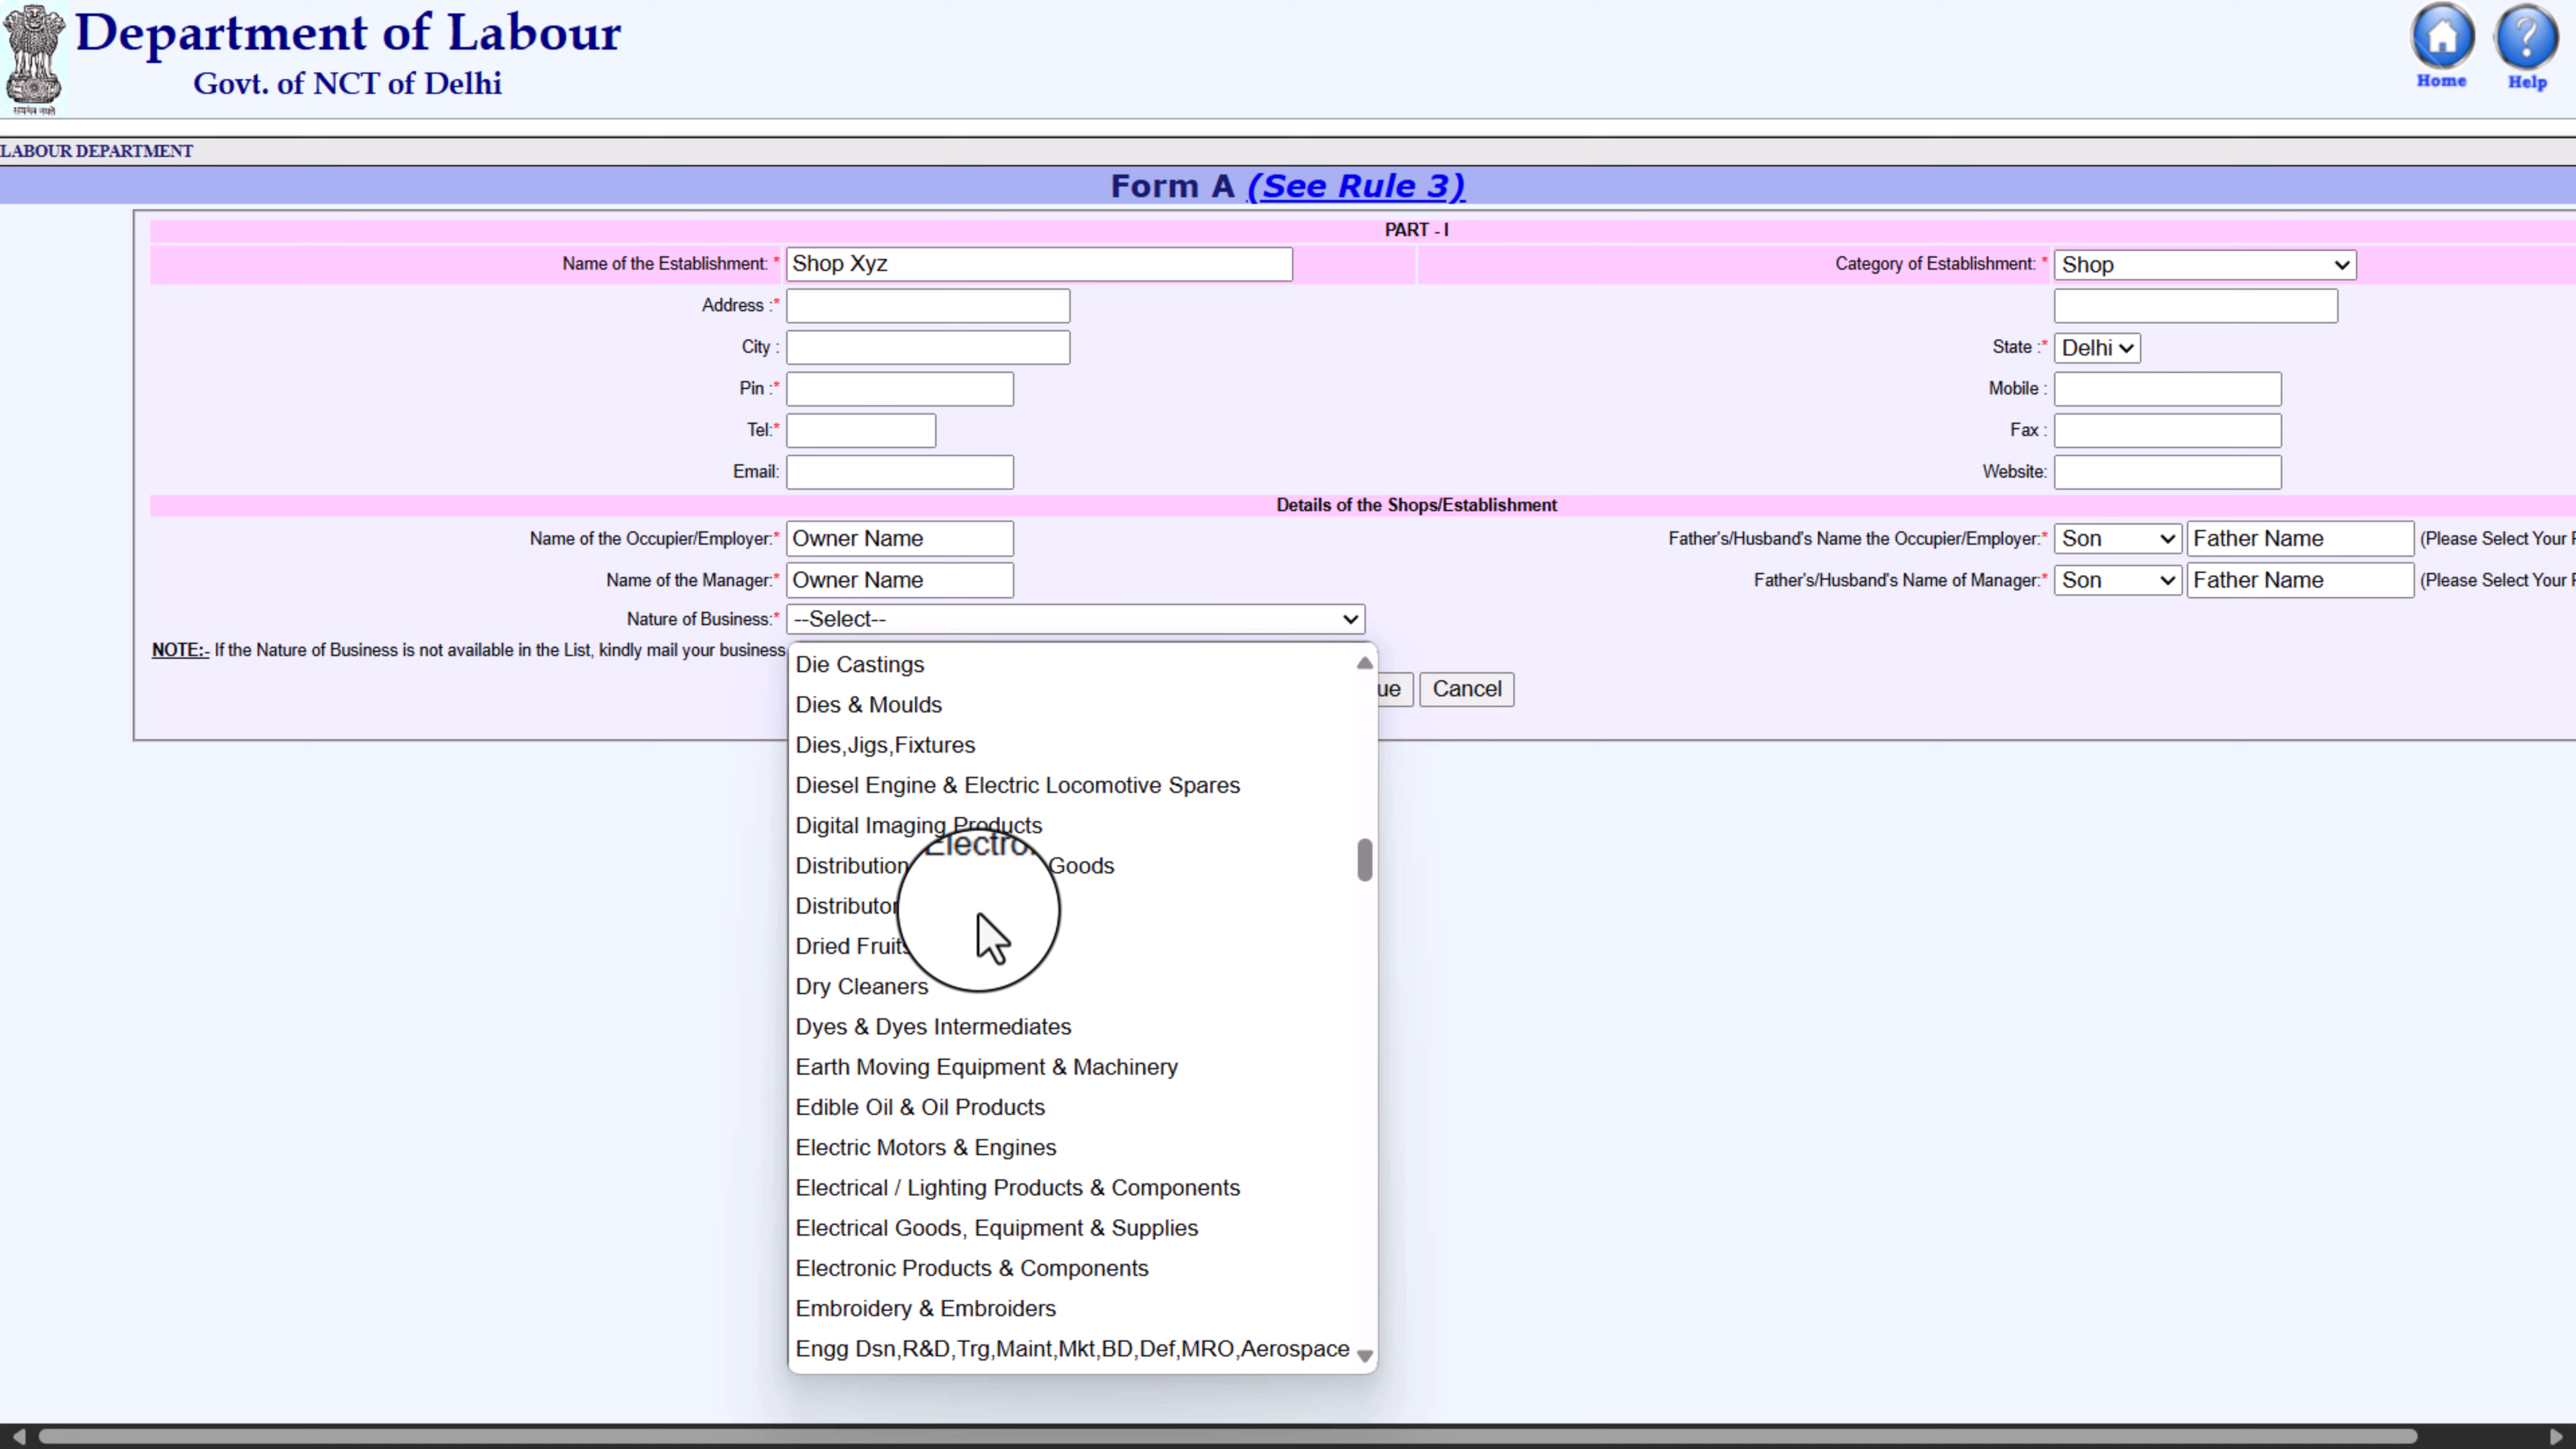 Department of Labour
Govt. of NCT of Delhi
सत्यमेव जयते
Home
Help
LABOUR DEPARTMENT
Form A (See Rule 3)
PART - I
Name of the Establishment: * Shop Xyz Category of Establishment: * Shop
Address :*
City : State :* Delhi
Pin :* Mobile :
Tel:* Fax :
Email: Website:
Details of the Shops/Establishment
Name of the Occupier/Employer:* Owner Name Father's/Husband's Name the Occupier/Employer:* Son Father Name (Please Select Your
Name of the Manager:* Owner Name Father's/Husband's Name of Manager:* Son Father Name (Please Select Your
Nature of Business:* --Select--
NOTE:- If the Nature of Business is not available in the List, kindly mail your business
Cancel
Die Castings
Dies & Moulds
Dies,Jigs,Fixtures
Diesel Engine & Electric Locomotive Spares
Digital Imaging Products
Distribution Goods
Dried Fruits
Dry Cleaners
Dyes & Dyes Intermediates
Earth Moving Equipment & Machinery
Edible Oil & Oil Products
Electric Motors & Engines
Electrical / Lighting Products & Components
Electrical Goods, Equipment & Supplies
Electronic Products & Components
Embroidery & Embroiders
Engg Dsn,R&D,Trg,Maint,Mkt,BD,Def,MRO,Aerospace